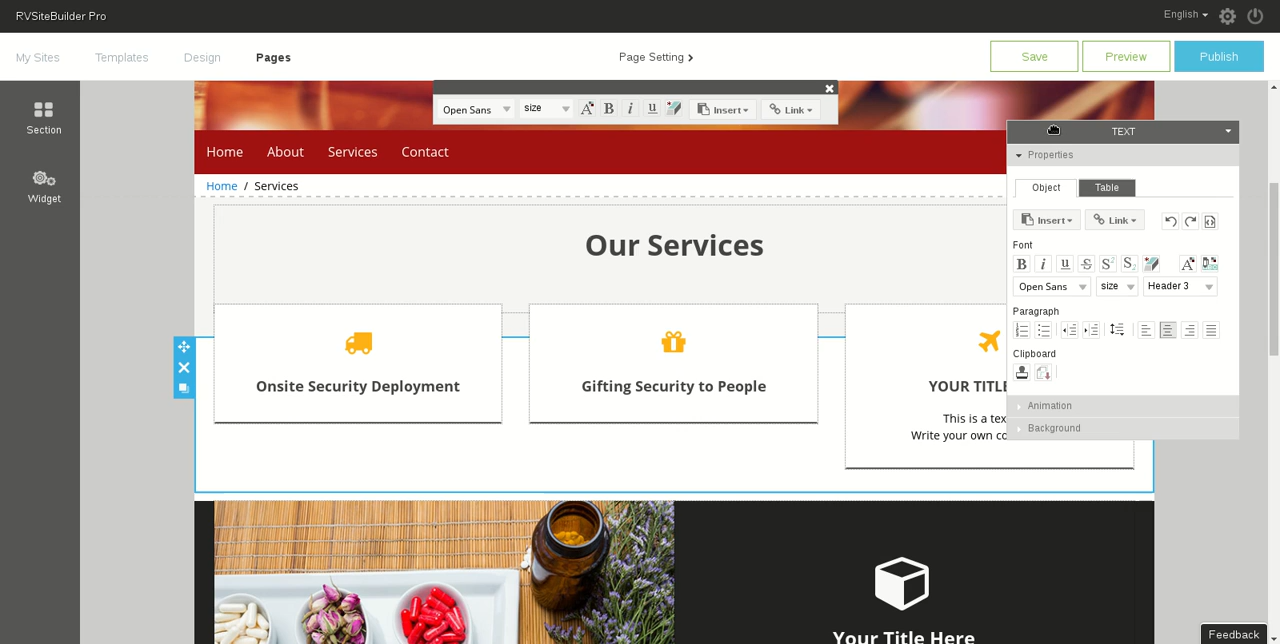 RVSiteBuilder Pro
English
My Sites Templates Design Pages Page Setting Save Preview Publish
Section
Widget
Open Sans size A B i u Insert Link
Home About Services Contact
Home / Services
Our Services
Onsite Security Deployment
Gifting Security to People
YOUR TITLE
This is a tex
Write your own co
TEXT
Properties
Object Table
Insert Link
Font
B i u S S² S₂ A
Open Sans size Header 3
Paragraph
Clipboard
Animation
Background
Your Title Here
Feedback